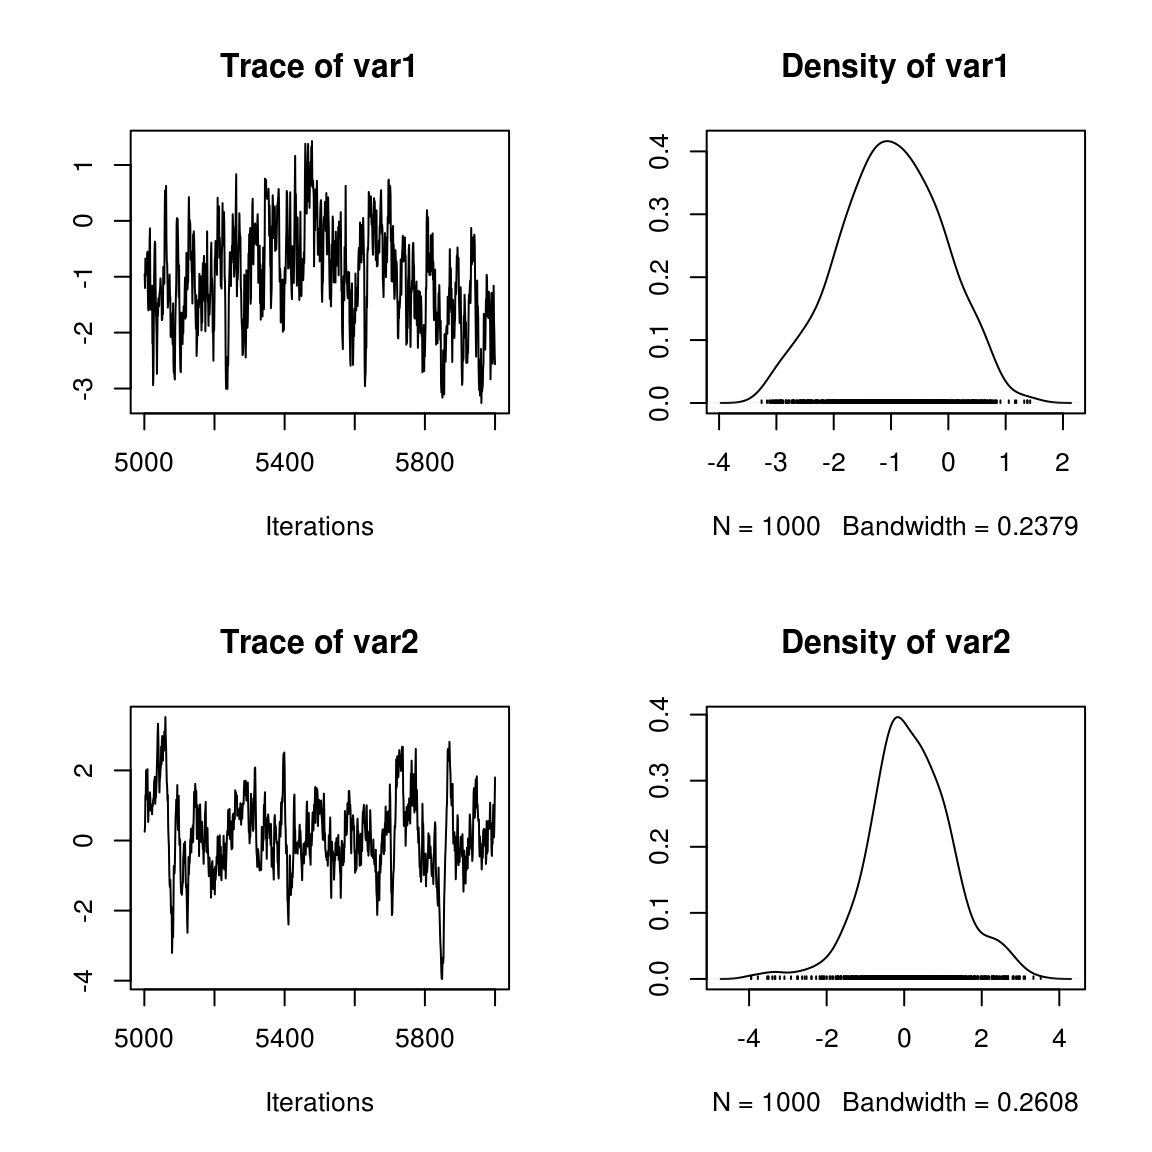 Trace of var1
1
0
-1
-2
-3
5000 5400 5800
Iterations
Density of var1
0.4
0.3
0.2
0.1
0.0
-4 -3 -2 -1 0 1 2
N = 1000 Bandwidth = 0.2379
Trace of var2
2
0
-2
-4
5000 5400 5800
Iterations
Density of var2
0.4
0.3
0.2
0.1
0.0
-4 -2 0 2 4
N = 1000 Bandwidth = 0.2608